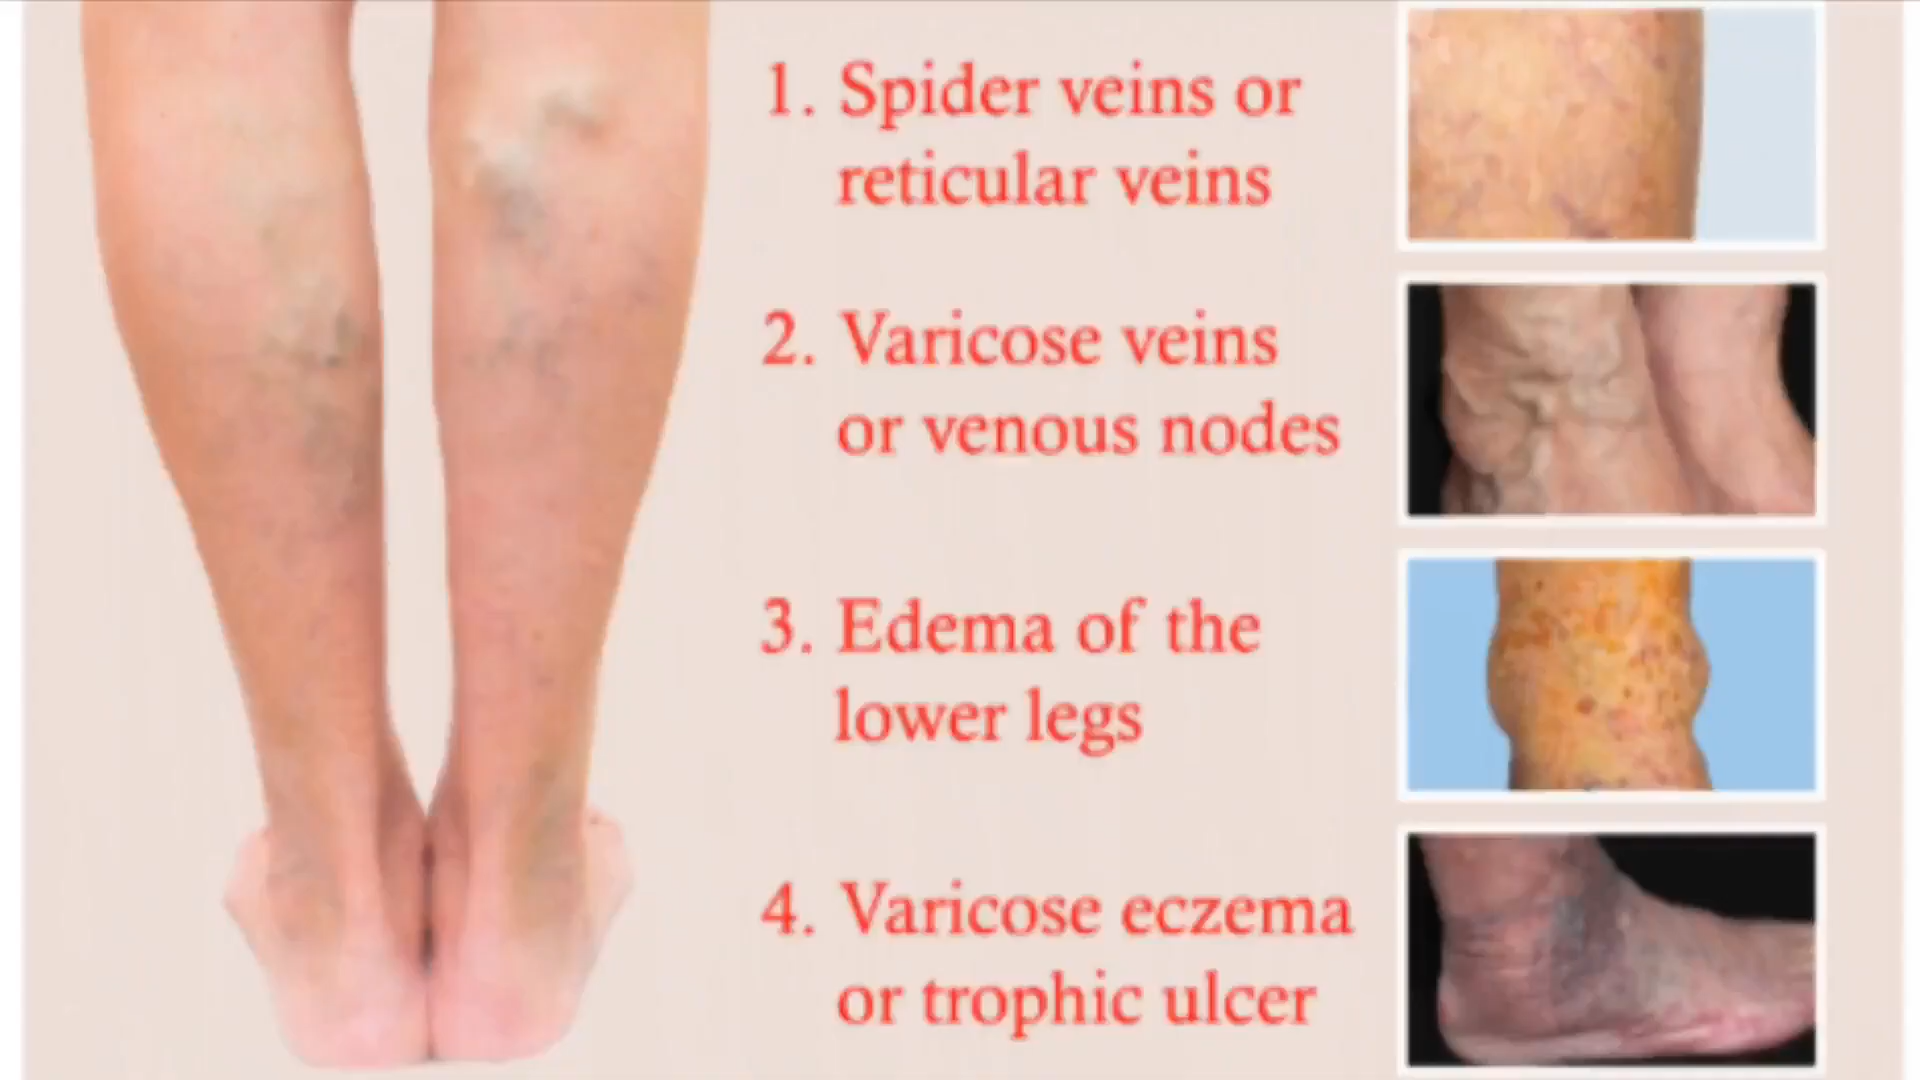 1. Spider veins or
reticular veins
2. Varicose veins
or venous nodes
3. Edema of the
lower legs
4. Varicose eczema
or trophic ulcer